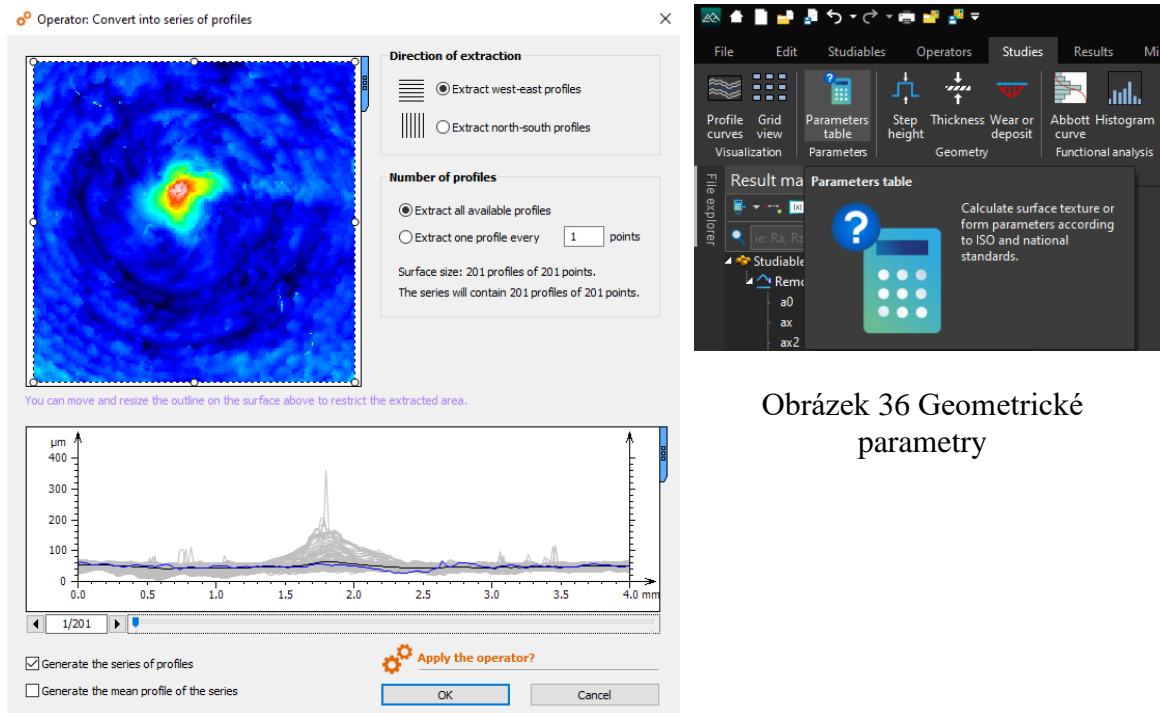 Operator: Convert into series of profiles
Direction of extraction
Extract west-east profiles
Extract north-south profiles
Number of profiles
Extract all available profiles
Extract one profile every 1 points
Surface size: 201 profiles of 201 points.
The series will contain 201 profiles of 201 points.
You can move and resize the outline on the surface above to restrict the extracted area.
µm
400
300
200
100
0
0.0 0.5 1.0 1.5 2.0 2.5 3.0 3.5 4.0 mm
1/201
Generate the series of profiles
Generate the mean profile of the series
Apply the operator?
OK Cancel
File Edit Studiables Operators Studies Results Mi
Profile curves
Grid view
Parameters table
Step height
Thickness
Wear or deposit
Abbott curve
Histogram
Visualization Parameters Geometry Functional analysis
File explorer
Result ma
ie: Ra, Rz
Studiable
Remo
a0
ax
ax2
Parameters table
Calculate surface texture or
form parameters according
to ISO and national
standards.
Obrázek 36 Geometrické
parametry